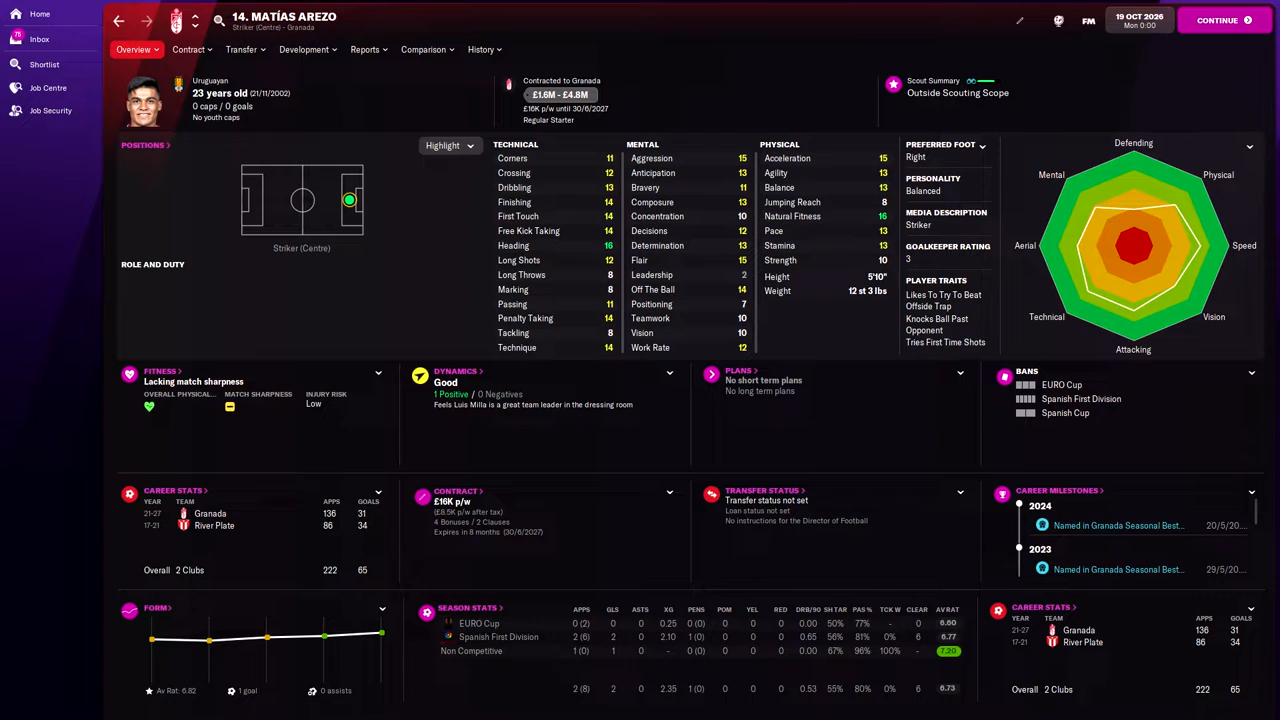 Home
Inbox
75
Shortlist
Job Centre
Job Security
14. MATÍAS AREZO
Striker (Centre) - Granada
FM
19 OCT 2026
Mon 0:00
CONTINUE
Overview
Contract
Transfer
Development
Reports
Comparison
History
Uruguayan
23 years old (21/11/2002)
0 caps / 0 goals
No youth caps
Contracted to Granada
£1.6M - £4.8M
£16K p/w until 30/6/2027
Regular Starter
Scout Summary
Outside Scouting Scope
POSITIONS
Striker (Centre)
ROLE AND DUTY
Highlight
TECHNICAL
Corners 11
Crossing 12
Dribbling 13
Finishing 14
First Touch 14
Free Kick Taking 14
Heading 16
Long Shots 12
Long Throws 8
Marking 8
Passing 11
Penalty Taking 14
Tackling 8
Technique 14
MENTAL
Aggression 15
Anticipation 13
Bravery 11
Composure 13
Concentration 10
Decisions 12
Determination 13
Flair 15
Leadership 2
Off The Ball 14
Positioning 7
Teamwork 10
Vision 10
Work Rate 12
PHYSICAL
Acceleration 15
Agility 13
Balance 13
Jumping Reach 8
Natural Fitness 16
Pace 13
Stamina 13
Strength 10
Height 5'10"
Weight 12 st 3 lbs
PREFERRED FOOT
Right
PERSONALITY
Balanced
MEDIA DESCRIPTION
Striker
GOALKEEPER RATING
3
PLAYER TRAITS
Likes To Try To Beat
Offside Trap
Knocks Ball Past
Opponent
Tries First Time Shots
Defending
Mental
Physical
Aerial
Speed
Technical
Vision
Attacking
FITNESS
Lacking match sharpness
OVERALL PHYSICAL... MATCH SHARPNESS INJURY RISK
Low
DYNAMICS
Good
1 Positive / 0 Negatives
Feels Luis Milla is a great team leader in the dressing room
PLANS
No short term plans
No long term plans
BANS
EURO Cup
Spanish First Division
Spanish Cup
CAREER STATS
YEAR TEAM APPS GOALS
21-27 Granada 136 31
17-21 River Plate 86 34
Overall 2 Clubs 222 65
CONTRACT
£16K p/w
(£8.5K p/w after tax)
4 Bonuses / 2 Clauses
Expires in 8 months (30/6/2027)
TRANSFER STATUS
Transfer status not set
Loan status not set
No instructions for the Director of Football
CAREER MILESTONES
2024
Named in Granada Seasonal Best... 20/5/20....
2023
Named in Granada Seasonal Best... 29/5/20...
FORM
Av Rat: 6.82
1 goal
0 assists
SEASON STATS APPS GLS ASTS XG PENS POM YEL RED DRB/90 SH TAR PAS % TCK W CLEAR AV RAT
EURO Cup 0 (2) 0 0 0.25 0 (0) 0 0 0 0.00 50% 77% - 0 6.60
Spanish First Division 2 (6) 2 0 2.10 1 (0) 0 0 0 0.65 56% 81% 0% 6 6.77
Non Competitive 1 (0) 1 0 - 0 (0) 0 0 0 0.00 67% 96% 100% - 7.20
2 (8) 2 0 2.35 1 (0) 0 0 0 0.53 55% 80% 0% 6 6.73
CAREER STATS
YEAR TEAM APPS GOALS
21-27 Granada 136 31
17-21 River Plate 86 34
Overall 2 Clubs 222 65